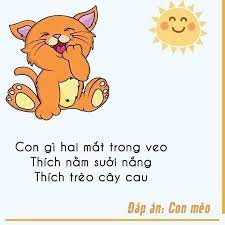 Con gì hai mắt trong veo
Thích nằm sưởi nắng
Thích trèo cây cau
Đáp án: Con mèo